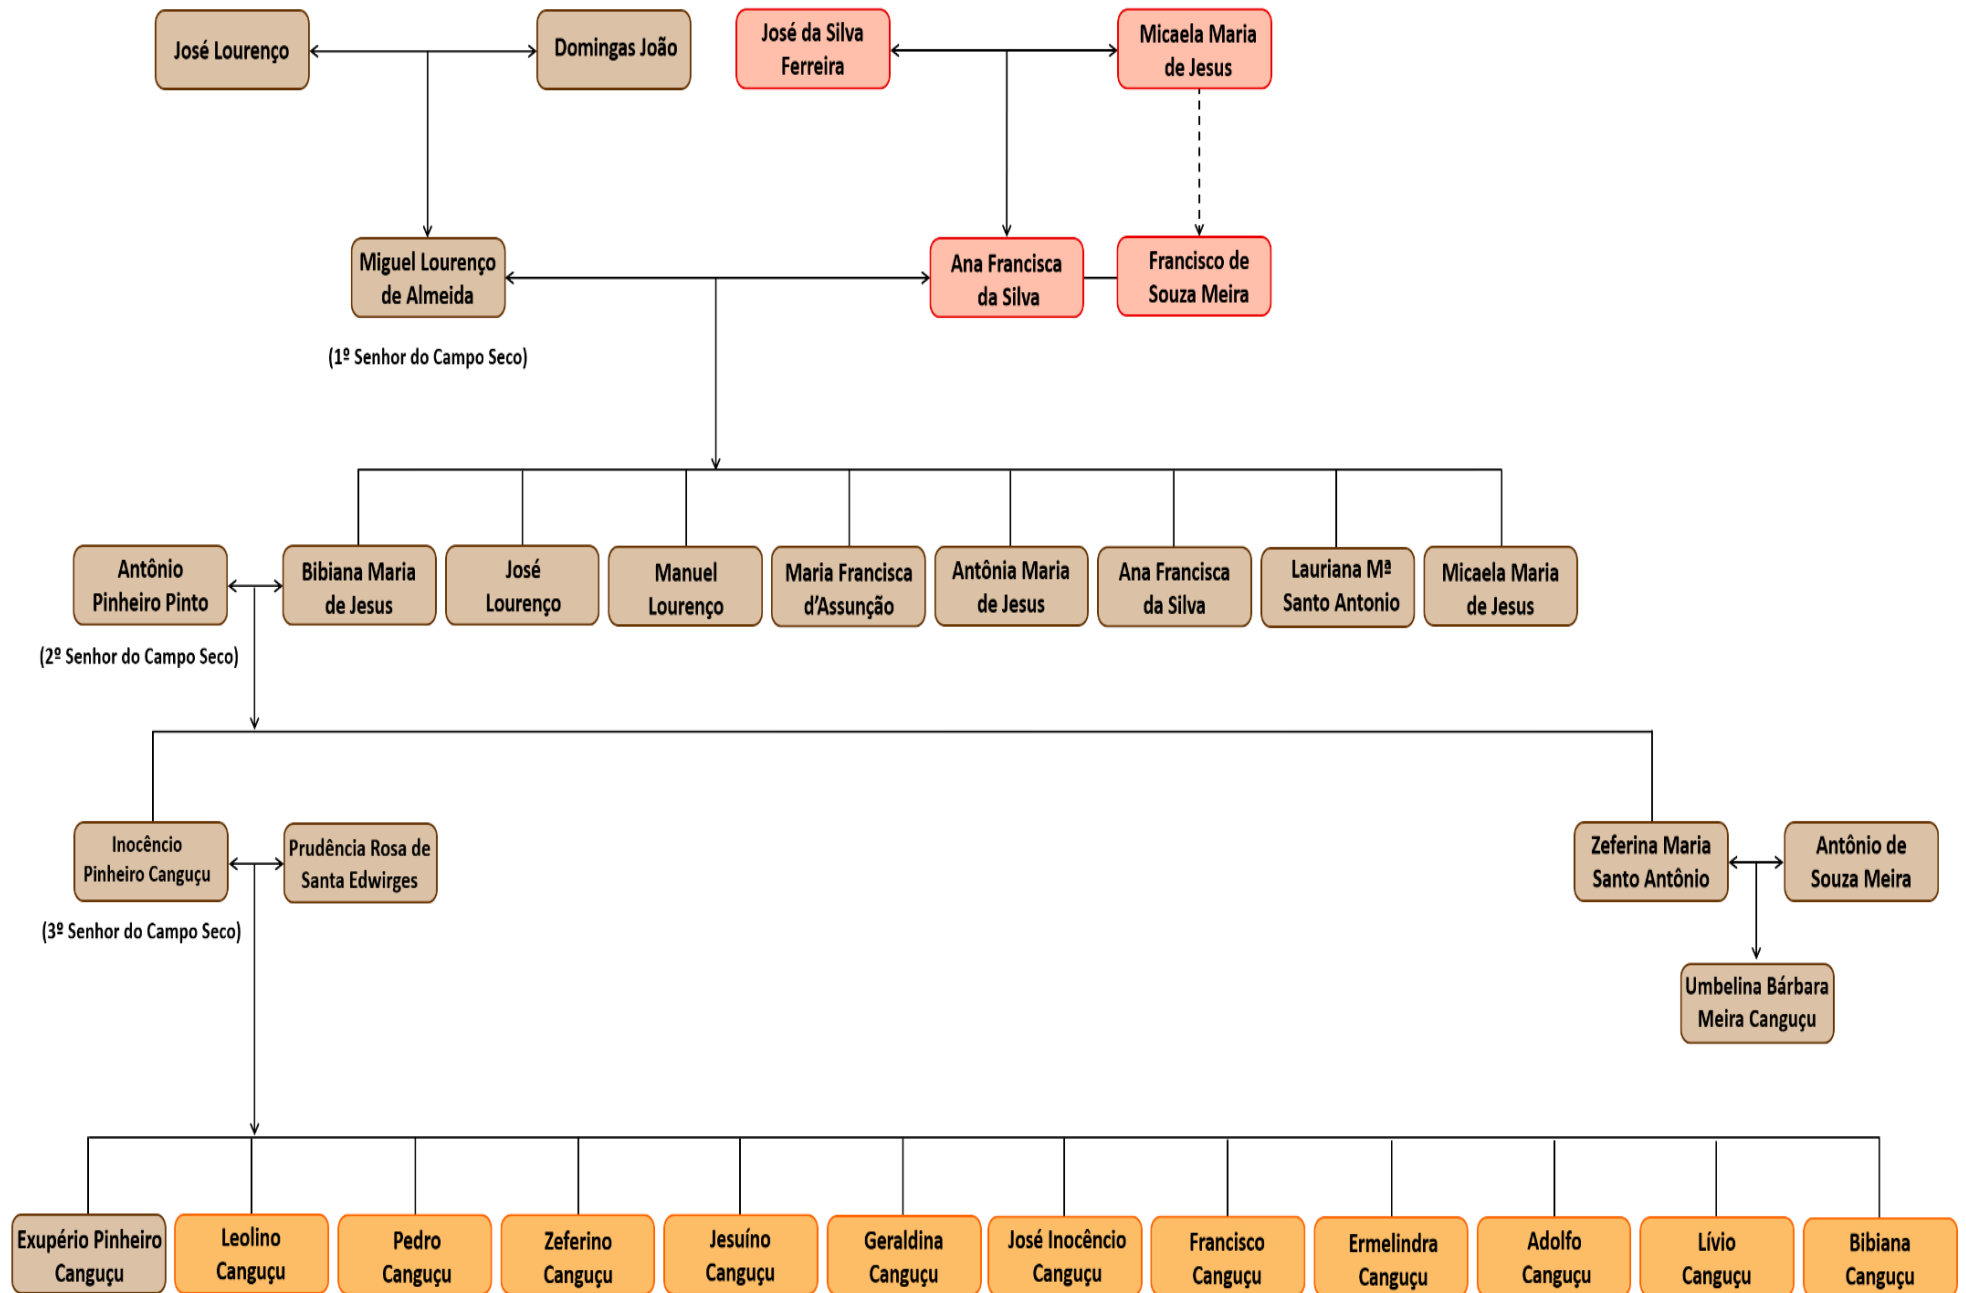 José Lourenço
Domingas João
José da Silva
Ferreira
Micaela Maria
de Jesus
Miguel Lourenço
de Almeida
Ana Francisca
da Silva
Francisco de
Souza Meira
(1º Senhor do Campo Seco)
Antônio
Pinheiro Pinto
Bibiana Maria
de Jesus
José
Lourenço
Manuel
Lourenço
Maria Francisca
d’Assunção
Antônia Maria
de Jesus
Ana Francisca
da Silva
Lauriana Mª
Santo Antonio
Micaela Maria
de Jesus
(2º Senhor do Campo Seco)
Inocêncio
Pinheiro Canguçu
Prudência Rosa de
Santa Edwirges
Zeferina Maria
Santo Antônio
Antônio de
Souza Meira
(3º Senhor do Campo Seco)
Umbelina Bárbara
Meira Canguçu
Exupério Pinheiro
Canguçu
Leolino
Canguçu
Pedro
Canguçu
Zeferino
Canguçu
Jesuíno
Canguçu
Geraldina
Canguçu
José Inocêncio
Canguçu
Francisco
Canguçu
Ermelindra
Canguçu
Adolfo
Canguçu
Lívio
Canguçu
Bibiana
Canguçu